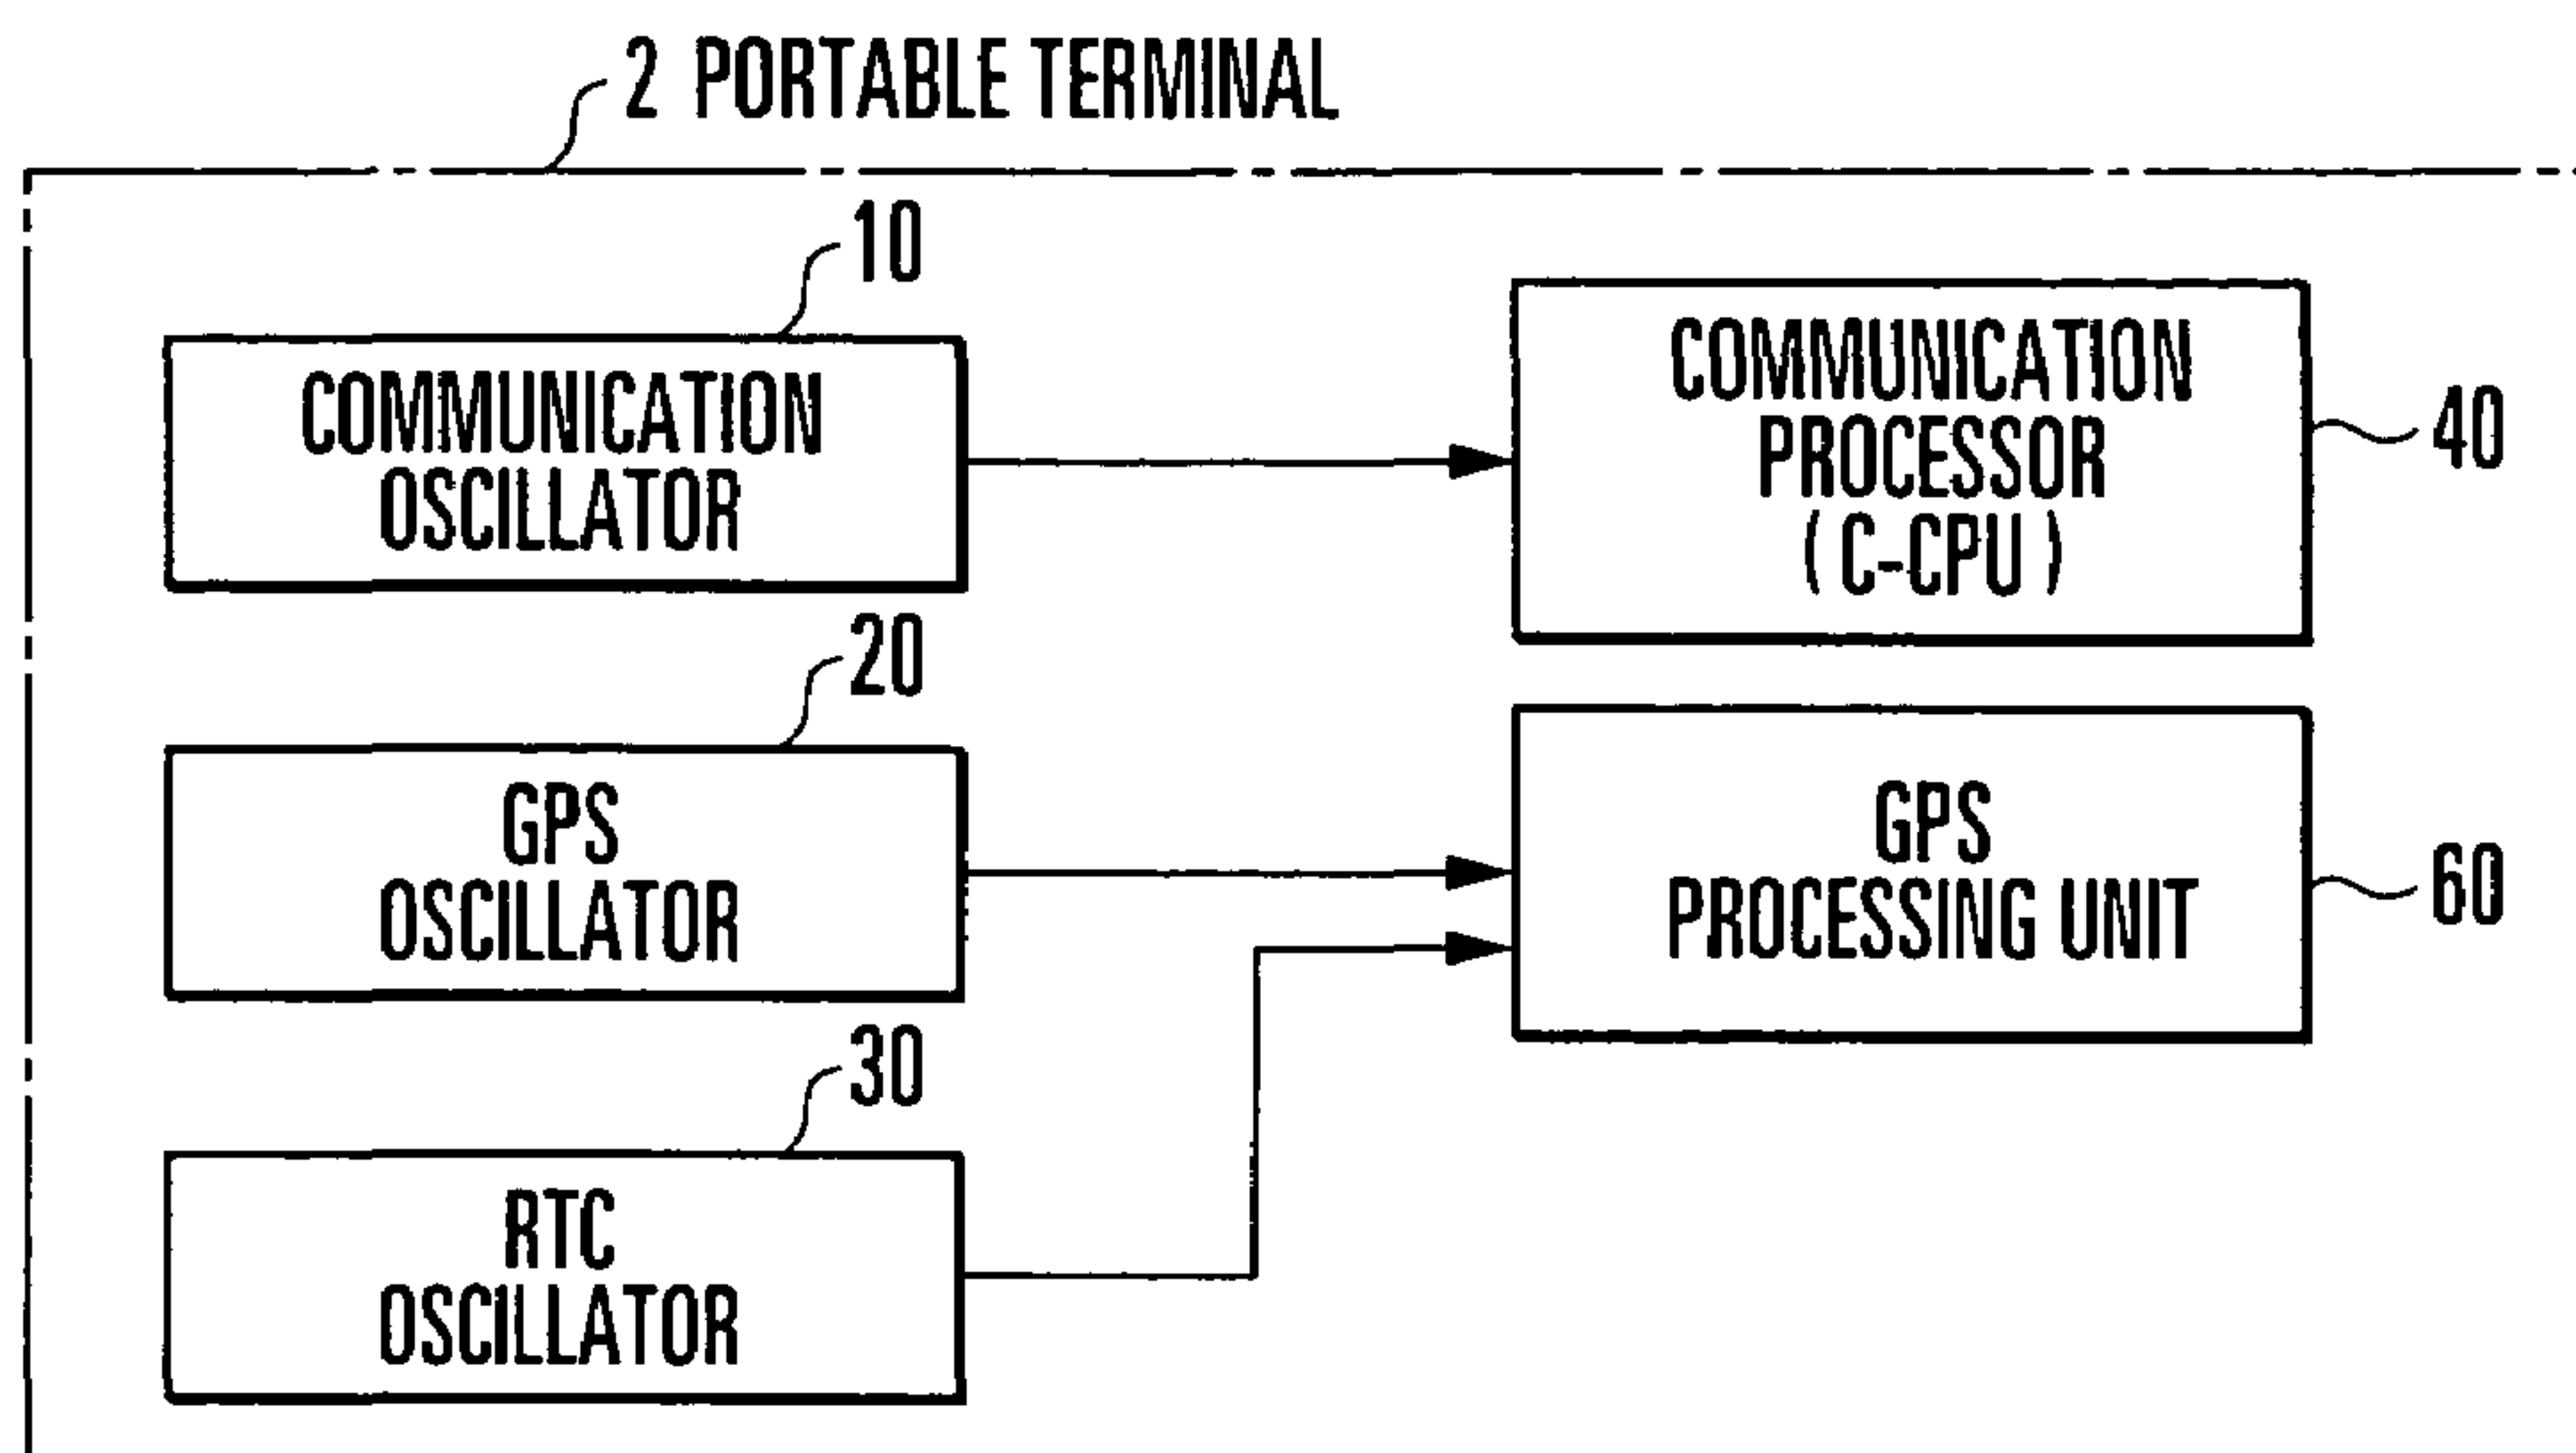 2 PORTABLE TERMINAL
10
COMMUNICATION
OSCILLATOR
COMMUNICATION
PROCESSOR
( C-CPU )
40
20
GPS
OSCILLATOR
GPS
PROCESSING UNIT
60
30
RTC
OSCILLATOR